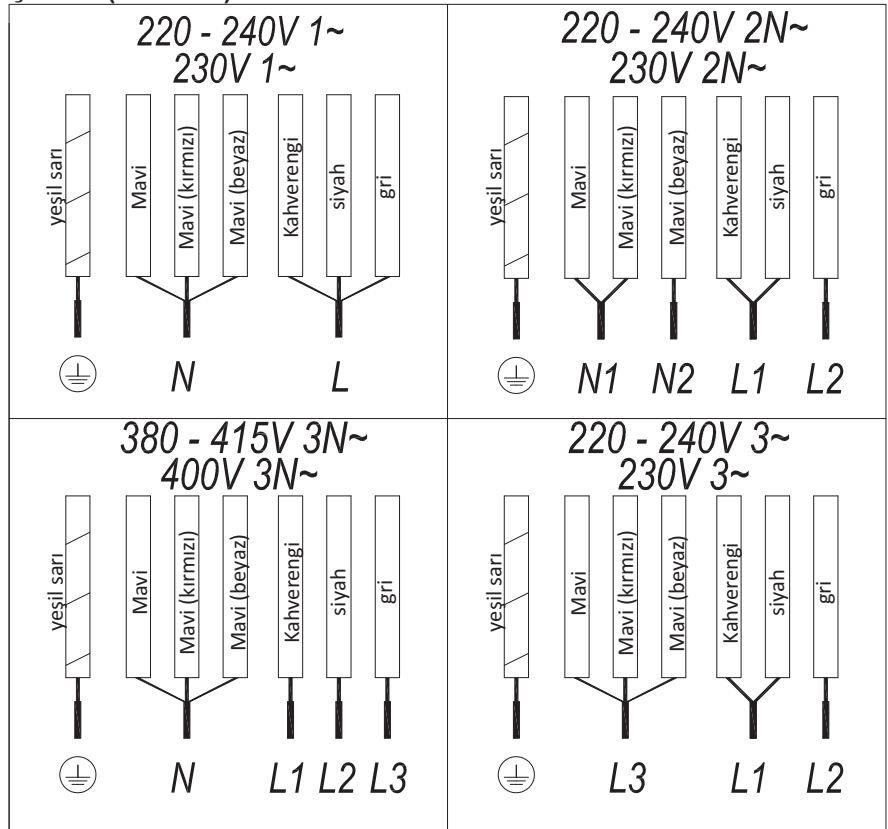 220 - 240V 1~
230V 1~
yeşil sarı
Mavi
Mavi (kırmızı)
Mavi (beyaz)
Kahverengi
siyah
gri
N
L
220 - 240V 2N~
230V 2N~
yeşil sarı
Mavi
Mavi (kırmızı)
Mavi (beyaz)
Kahverengi
siyah
gri
N1 N2 L1 L2
380 - 415V 3N~
400V 3N~
yeşil sarı
Mavi
Mavi (kırmızı)
Mavi (beyaz)
Kahverengi
siyah
gri
N L1 L2 L3
220 - 240V 3~
230V 3~
yeşil sarı
Mavi
Mavi (kırmızı)
Mavi (beyaz)
Kahverengi
siyah
gri
L3 L1 L2